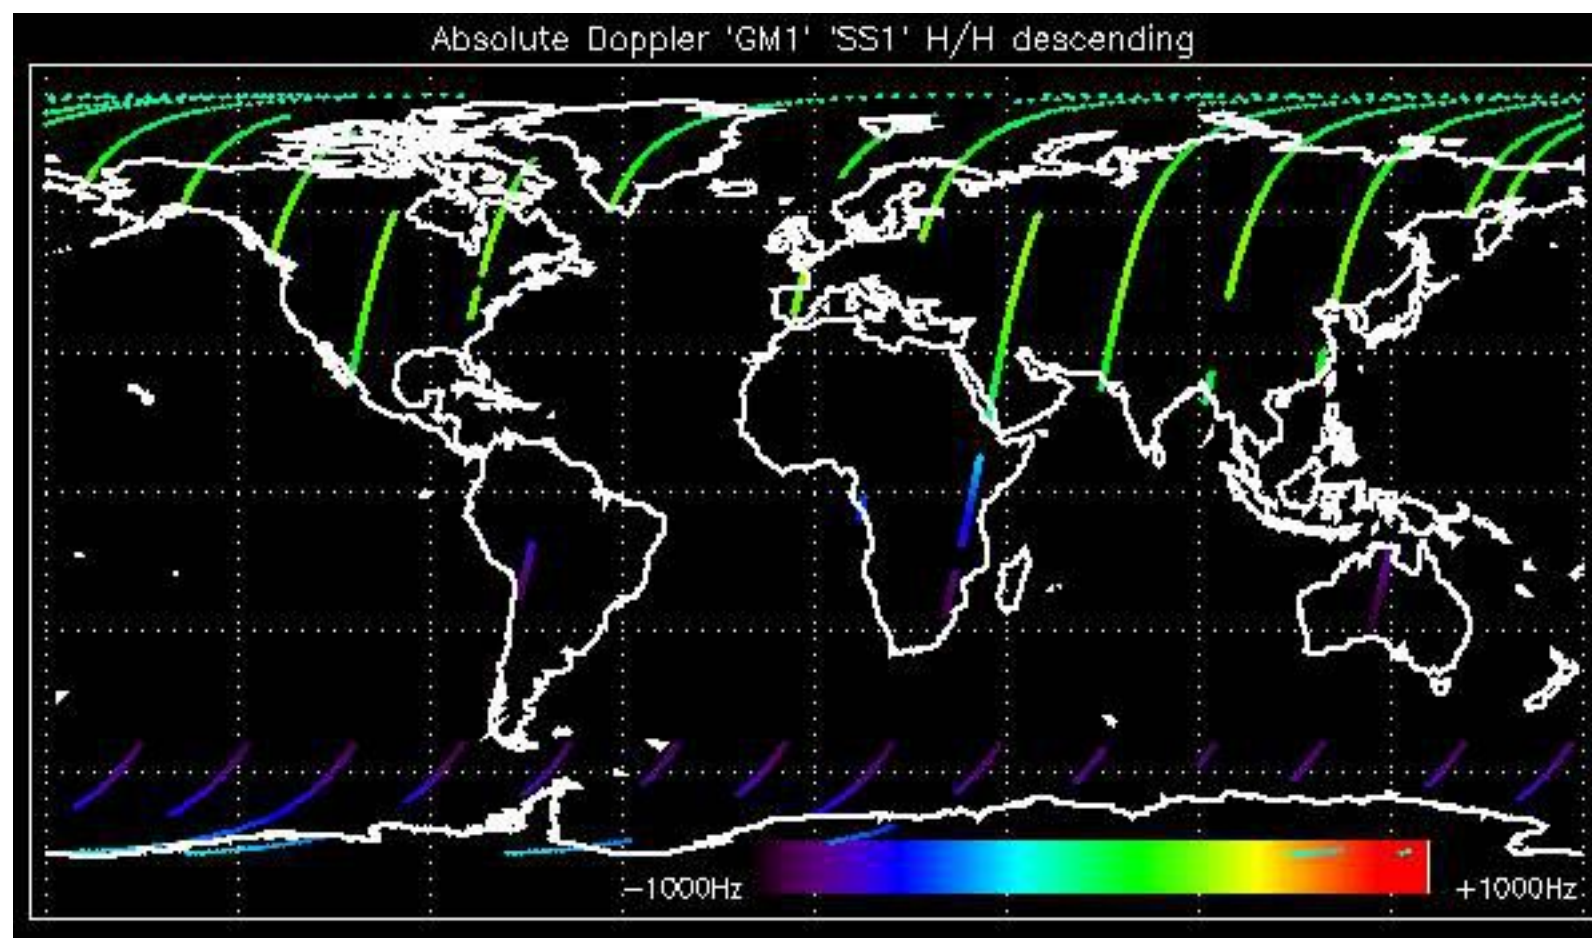 Absolute Doppler 'GM1' 'SS1' H/H descending
-1000Hz +1000Hz